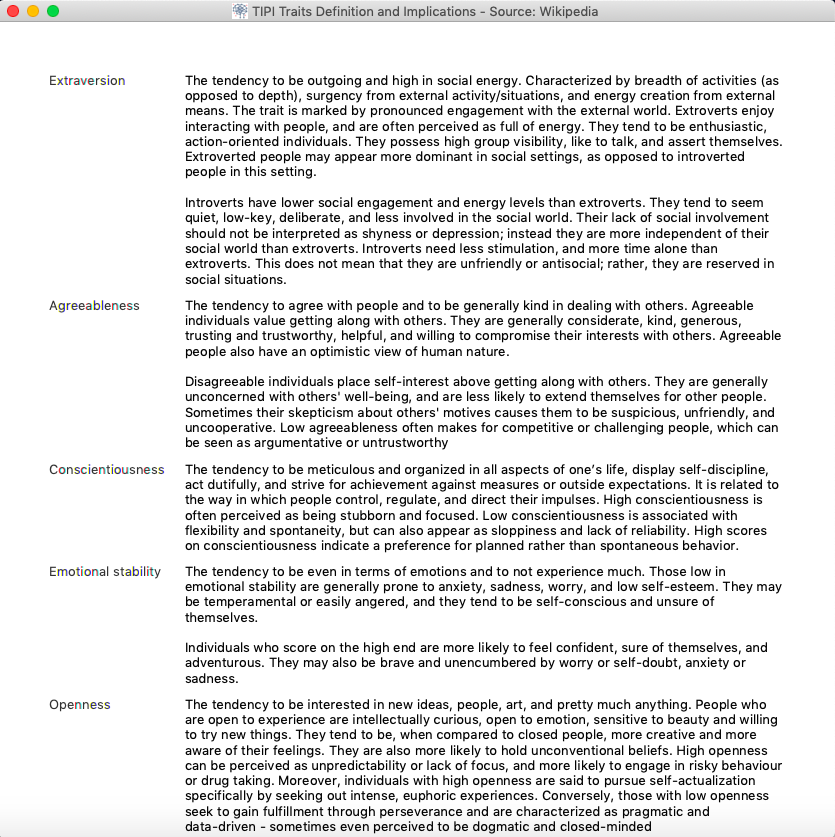 TIPI Traits Definition and Implications - Source: Wikipedia
Extraversion
The tendency to be outgoing and high in social energy. Characterized by breadth of activities (as
opposed to depth), surgency from external activity/situations, and energy creation from external
means. The trait is marked by pronounced engagement with the external world. Extroverts enjoy
interacting with people, and are often perceived as full of energy. They tend to be enthusiastic,
action-oriented individuals. They possess high group visibility, like to talk, and assert themselves.
Extroverted people may appear more dominant in social settings, as opposed to introverted
people in this setting.
Introverts have lower social engagement and energy levels than extroverts. They tend to seem
quiet, low-key, deliberate, and less involved in the social world. Their lack of social involvement
should not be interpreted as shyness or depression; instead they are more independent of their
social world than extroverts. Introverts need less stimulation, and more time alone than
extroverts. This does not mean that they are unfriendly or antisocial; rather, they are reserved in
social situations.
Agreeableness
The tendency to agree with people and to be generally kind in dealing with others. Agreeable
individuals value getting along with others. They are generally considerate, kind, generous,
trusting and trustworthy, helpful, and willing to compromise their interests with others. Agreeable
people also have an optimistic view of human nature.
Disagreeable individuals place self-interest above getting along with others. They are generally
unconcerned with others' well-being, and are less likely to extend themselves for other people.
Sometimes their skepticism about others' motives causes them to be suspicious, unfriendly, and
uncooperative. Low agreeableness often makes for competitive or challenging people, which can
be seen as argumentative or untrustworthy
Conscientiousness
The tendency to be meticulous and organized in all aspects of one’s life, display self-discipline,
act dutifully, and strive for achievement against measures or outside expectations. It is related to
the way in which people control, regulate, and direct their impulses. High conscientiousness is
often perceived as being stubborn and focused. Low conscientiousness is associated with
flexibility and spontaneity, but can also appear as sloppiness and lack of reliability. High scores
on conscientiousness indicate a preference for planned rather than spontaneous behavior.
Emotional stability
The tendency to be even in terms of emotions and to not experience much. Those low in
emotional stability are generally prone to anxiety, sadness, worry, and low self-esteem. They may
be temperamental or easily angered, and they tend to be self-conscious and unsure of
themselves.
Individuals who score on the high end are more likely to feel confident, sure of themselves, and
adventurous. They may also be brave and unencumbered by worry or self-doubt, anxiety or
sadness.
Openness
The tendency to be interested in new ideas, people, art, and pretty much anything. People who
are open to experience are intellectually curious, open to emotion, sensitive to beauty and willing
to try new things. They tend to be, when compared to closed people, more creative and more
aware of their feelings. They are also more likely to hold unconventional beliefs. High openness
can be perceived as unpredictability or lack of focus, and more likely to engage in risky behaviour
or drug taking. Moreover, individuals with high openness are said to pursue self-actualization
specifically by seeking out intense, euphoric experiences. Conversely, those with low openness
seek to gain fulfillment through perseverance and are characterized as pragmatic and
data-driven - sometimes even perceived to be dogmatic and closed-minded